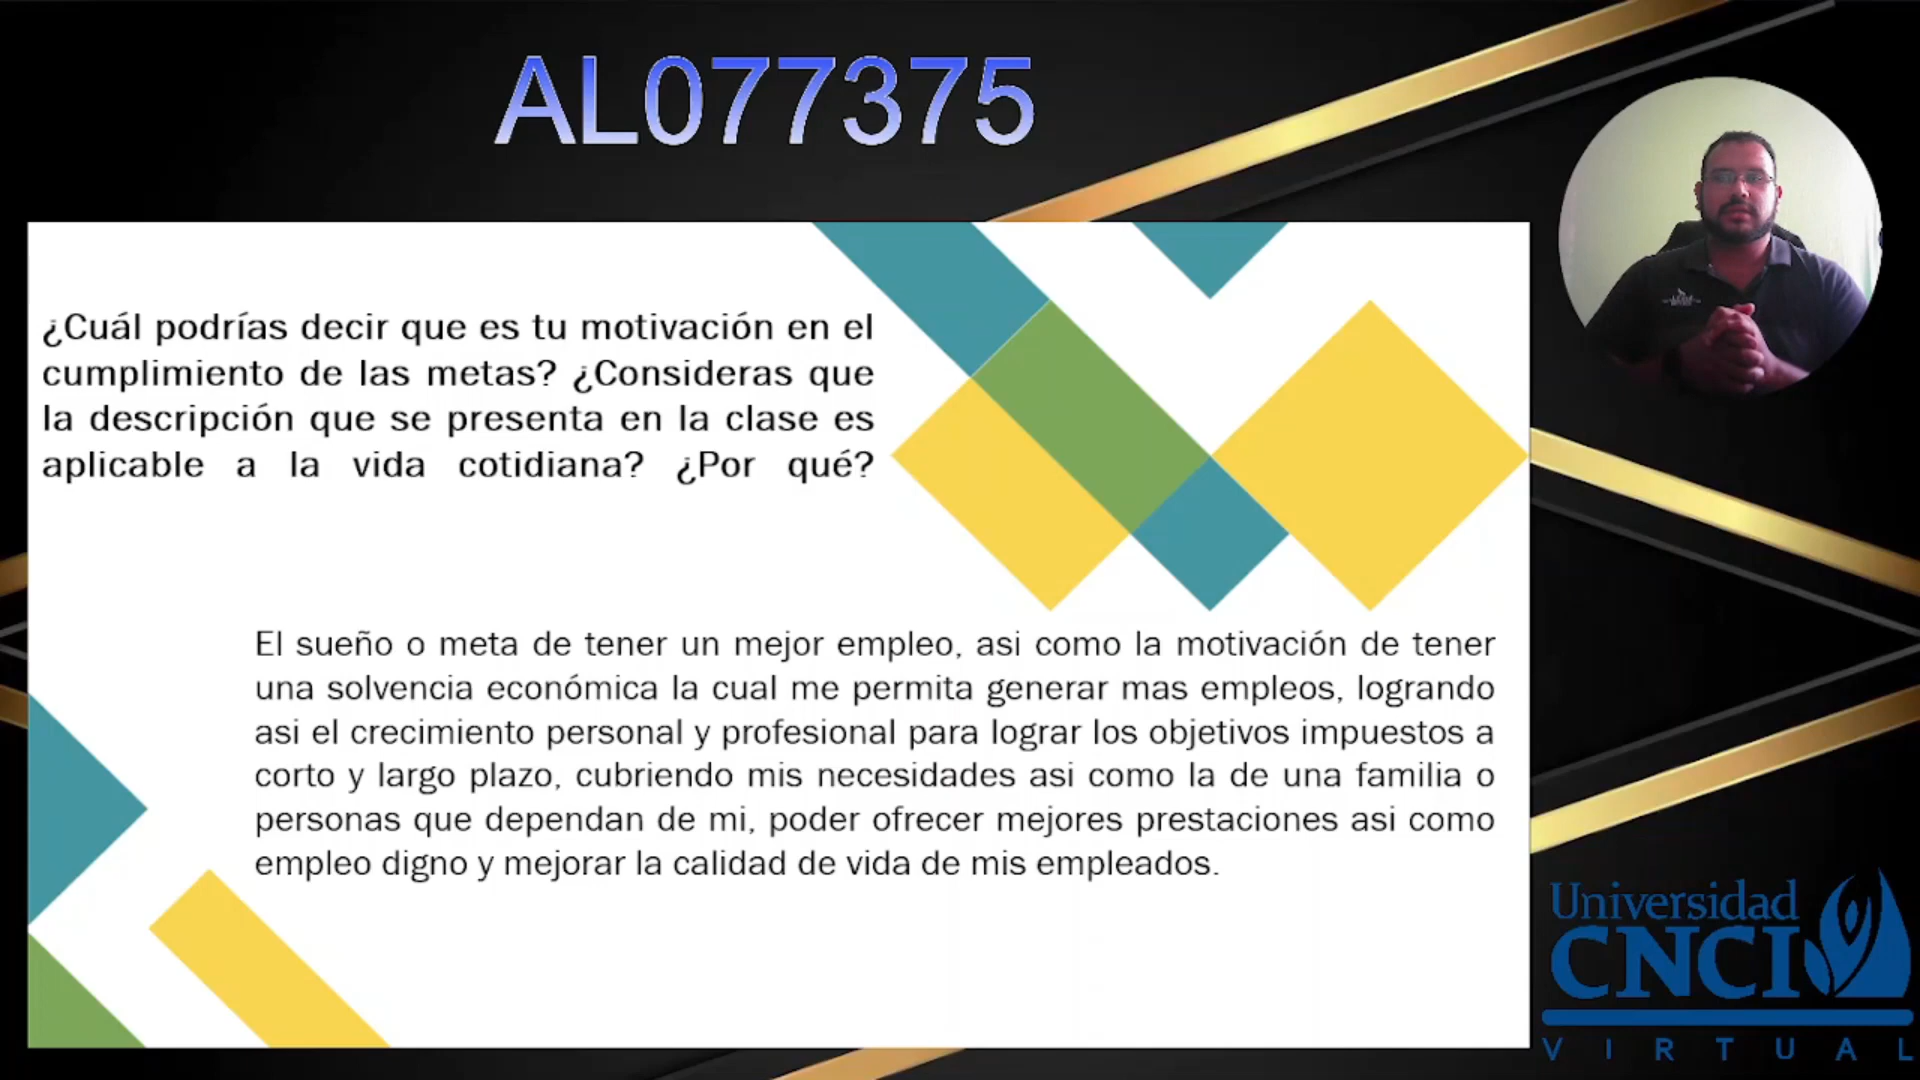 AL077375
¿Cuál podrías decir que es tu motivación en el
cumplimiento de las metas? ¿Consideras que
la descripción que se presenta en la clase es
aplicable a la vida cotidiana? ¿Por qué?
El sueño o meta de tener un mejor empleo, asi como la motivación de tener
una solvencia económica la cual me permita generar mas empleos, logrando
asi el crecimiento personal y profesional para lograr los objetivos impuestos a
corto y largo plazo, cubriendo mis necesidades asi como la de una familia o
personas que dependan de mi, poder ofrecer mejores prestaciones asi como
empleo digno y mejorar la calidad de vida de mis empleados.
Universidad
CNCI
VIRTUAL